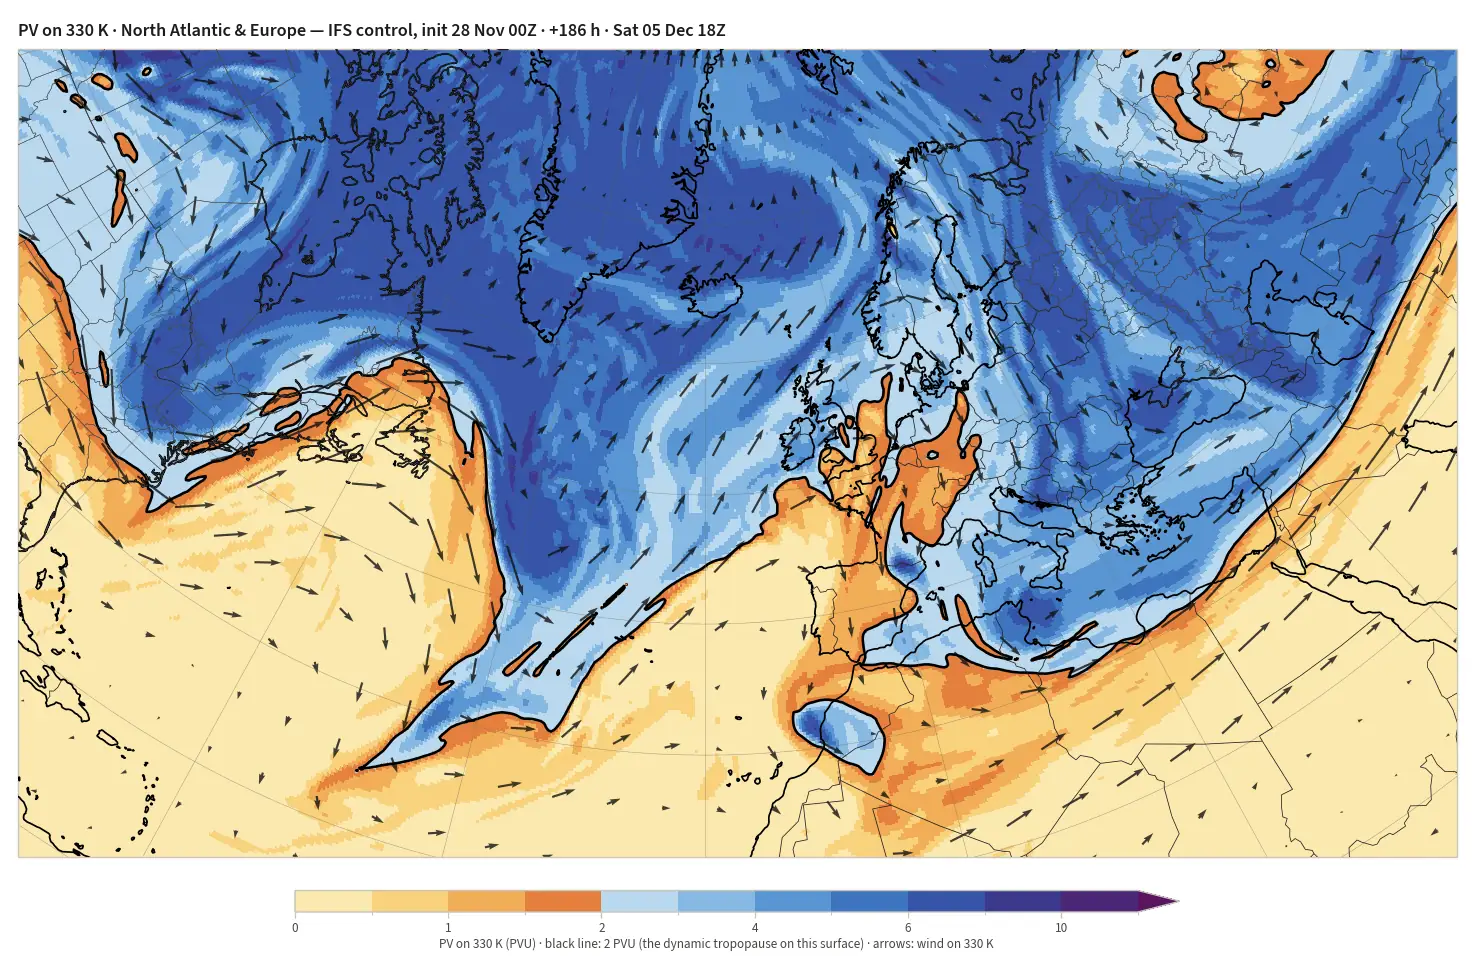 PV on 330 K · North Atlantic & Europe — IFS control, init 28 Nov 00Z · +186 h · Sat 05 Dec 18Z
0 1 2 4 6 10
PV on 330 K (PVU) · black line: 2 PVU (the dynamic tropopause on this surface) · arrows: wind on 330 K